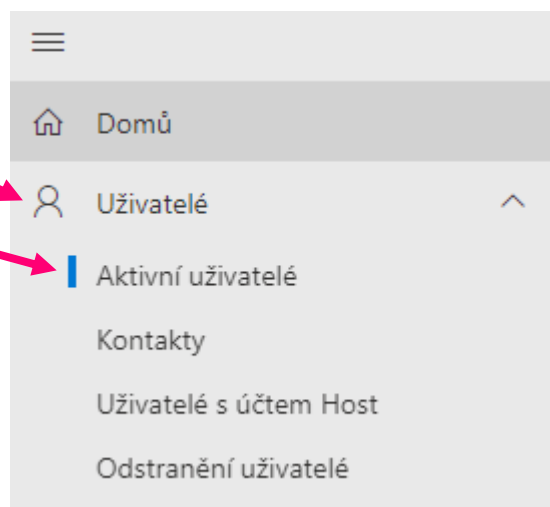 Domů
Uživatelé
Aktivní uživatelé
Kontakty
Uživatelé s účtem Host
Odstranění uživatelé